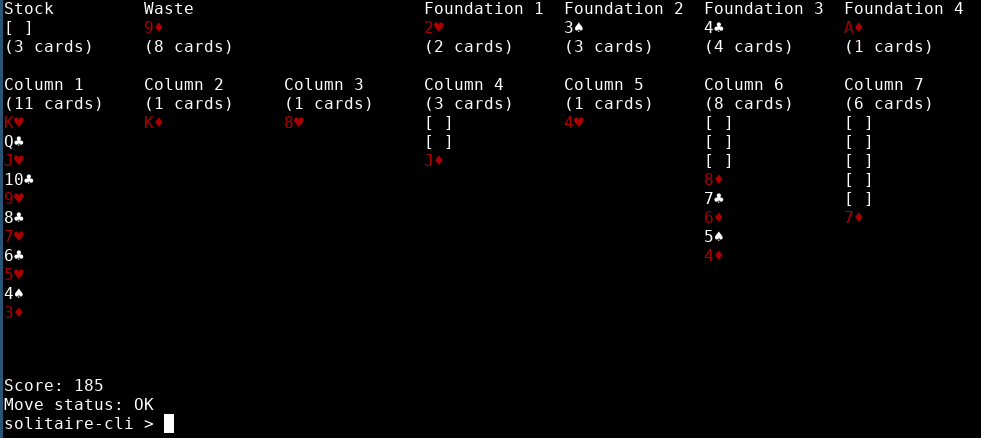 Stock Waste Foundation 1 Foundation 2 Foundation 3 Foundation 4
[ ] 9♦ 2♥ 3♠ 4♣ A♦
(3 cards) (8 cards) (2 cards) (3 cards) (4 cards) (1 cards)
Column 1 Column 2 Column 3 Column 4 Column 5 Column 6 Column 7
(11 cards) (1 cards) (1 cards) (3 cards) (1 cards) (8 cards) (6 cards)
K♥ K♦ 8♥ [ ] 4♥ [ ] [ ]
Q♣ [ ] [ ] [ ]
J♥ J♦ [ ] [ ]
10♣ 8♦ [ ]
9♥ 7♣ [ ]
8♣ 6♦ 7♦
7♥ 5♠
6♣ 4♦
5♥
4♠
3♦
Score: 185
Move status: OK
solitaire-cli >